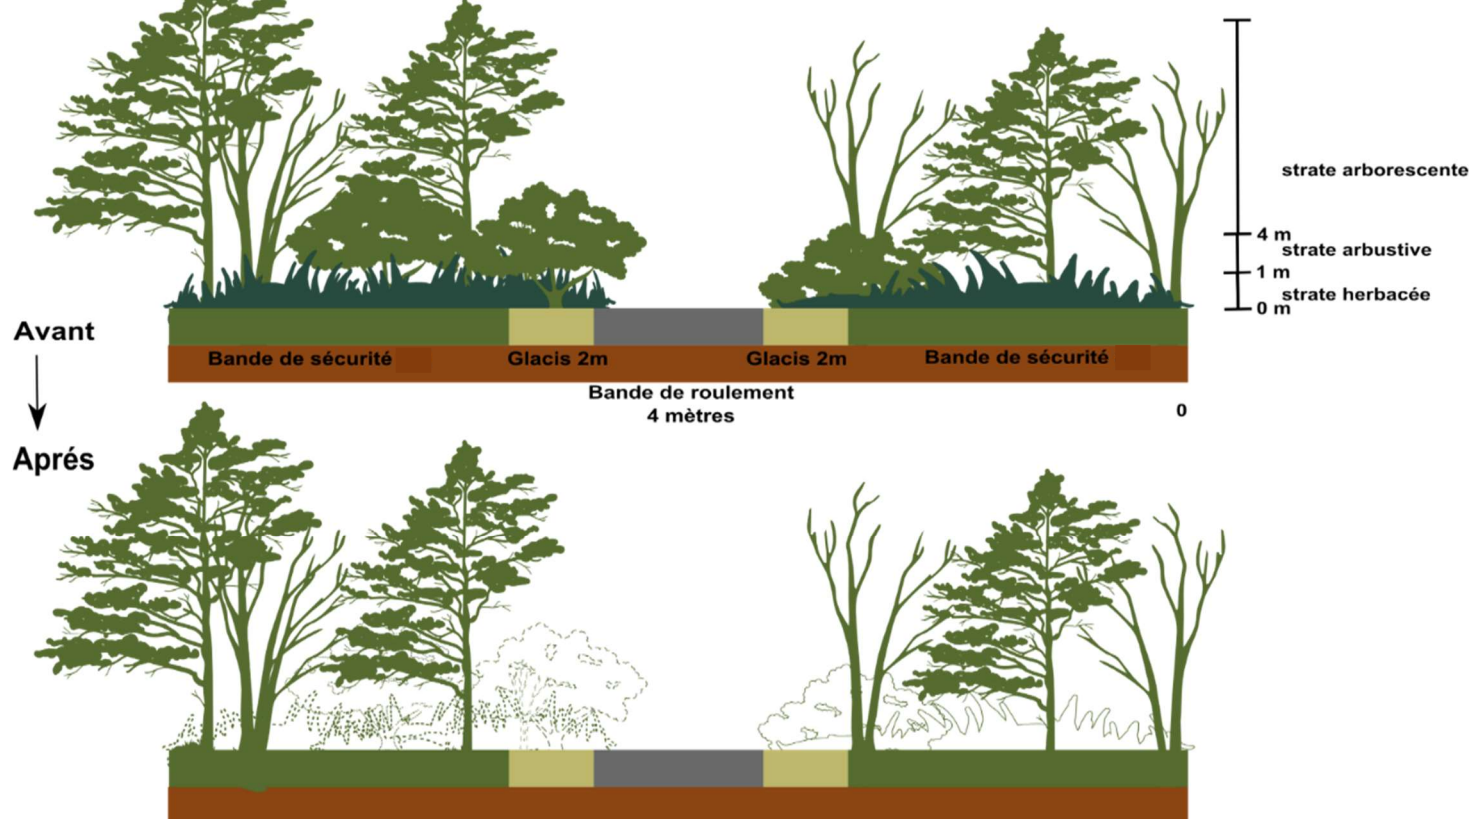 strate arborescente
4 m
strate arbustive
1 m
strate herbacée
0 m
Avant
Bande de sécurité
Glacis 2m
Glacis 2m
Bande de sécurité
Bande de roulement
4 mètres
0
Aprés